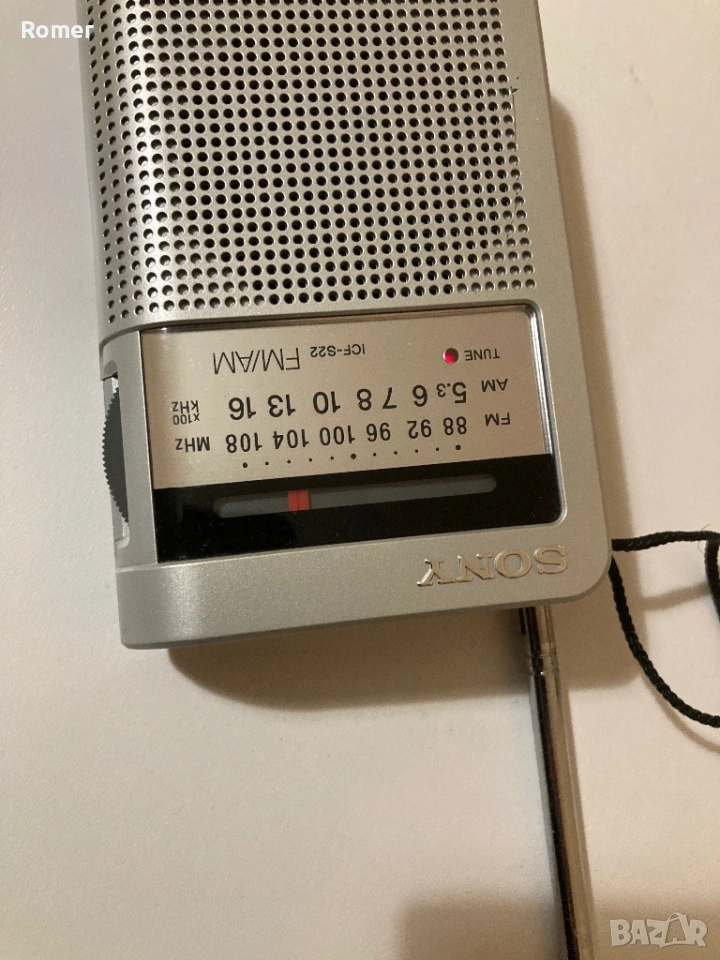 Romer
SONY
FM 88 92 96 100 104 108 MHz
AM 5.3 6 7 8 10 13 16 x100 kHz
TUNE
ICF-S22 FM/AM
BAZAR